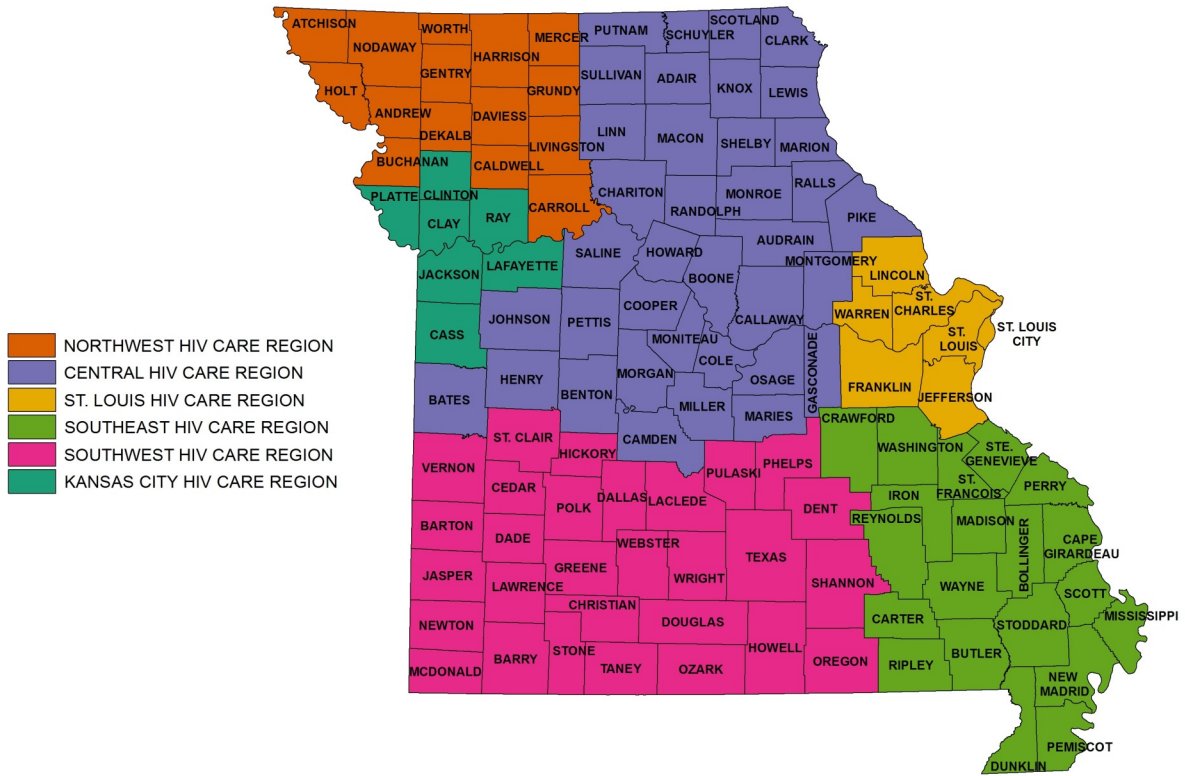 ATCHISON
NODAWAY
WORTH
HARRISON
MERCER
PUTNAM
SCHUYLER
SCOTLAND
CLARK
HOLT
GENTRY
GRUNDY
SULLIVAN
ADAIR
KNOX
LEWIS
ANDREW
DEKALB
DAVIESS
LIVINGSTON
LINN
MACON
SHELBY
MARION
BUCHANAN
CALDWELL
PLATTE
CLINTON
CLAY
RAY
CARROLL
CHARITON
RANDOLPH
MONROE
RALLS
PIKE
AUDRAIN
JACKSON
LAFAYETTE
SALINE
HOWARD
BOONE
MONTGOMERY
LINCOLN
CASS
JOHNSON
PETTIS
COOPER
MONITEAU
COLE
CALLAWAY
GASCONADE
WARREN
ST.
CHARLES
ST.
LOUIS
ST. LOUIS
CITY
BATES
HENRY
BENTON
MORGAN
MILLER
OSAGE
MARIES
FRANKLIN
JEFFERSON
CAMDEN
NORTHWEST HIV CARE REGION
CENTRAL HIV CARE REGION
ST. LOUIS HIV CARE REGION
SOUTHEAST HIV CARE REGION
SOUTHWEST HIV CARE REGION
KANSAS CITY HIV CARE REGION
VERNON
ST. CLAIR
HICKORY
CEDAR
POLK
DALLAS
LACLEDE
PULASKI
PHELPS
CRAWFORD
WASHINGTON
STE.
GENEVIEVE
ST.
FRANCOIS
PERRY
BARTON
DADE
DENT
IRON
REYNOLDS
MADISON
BOLLINGER
CAPE
GIRARDEAU
JASPER
LAWRENCE
GREENE
WEBSTER
WRIGHT
TEXAS
SHANNON
WAYNE
SCOTT
MISSISSIPPI
NEWTON
CHRISTIAN
DOUGLAS
CARTER
STODDARD
MCDONALD
BARRY
STONE
TANEY
OZARK
HOWELL
OREGON
RIPLEY
BUTLER
NEW
MADRID
DUNKLIN
PEMISCOT